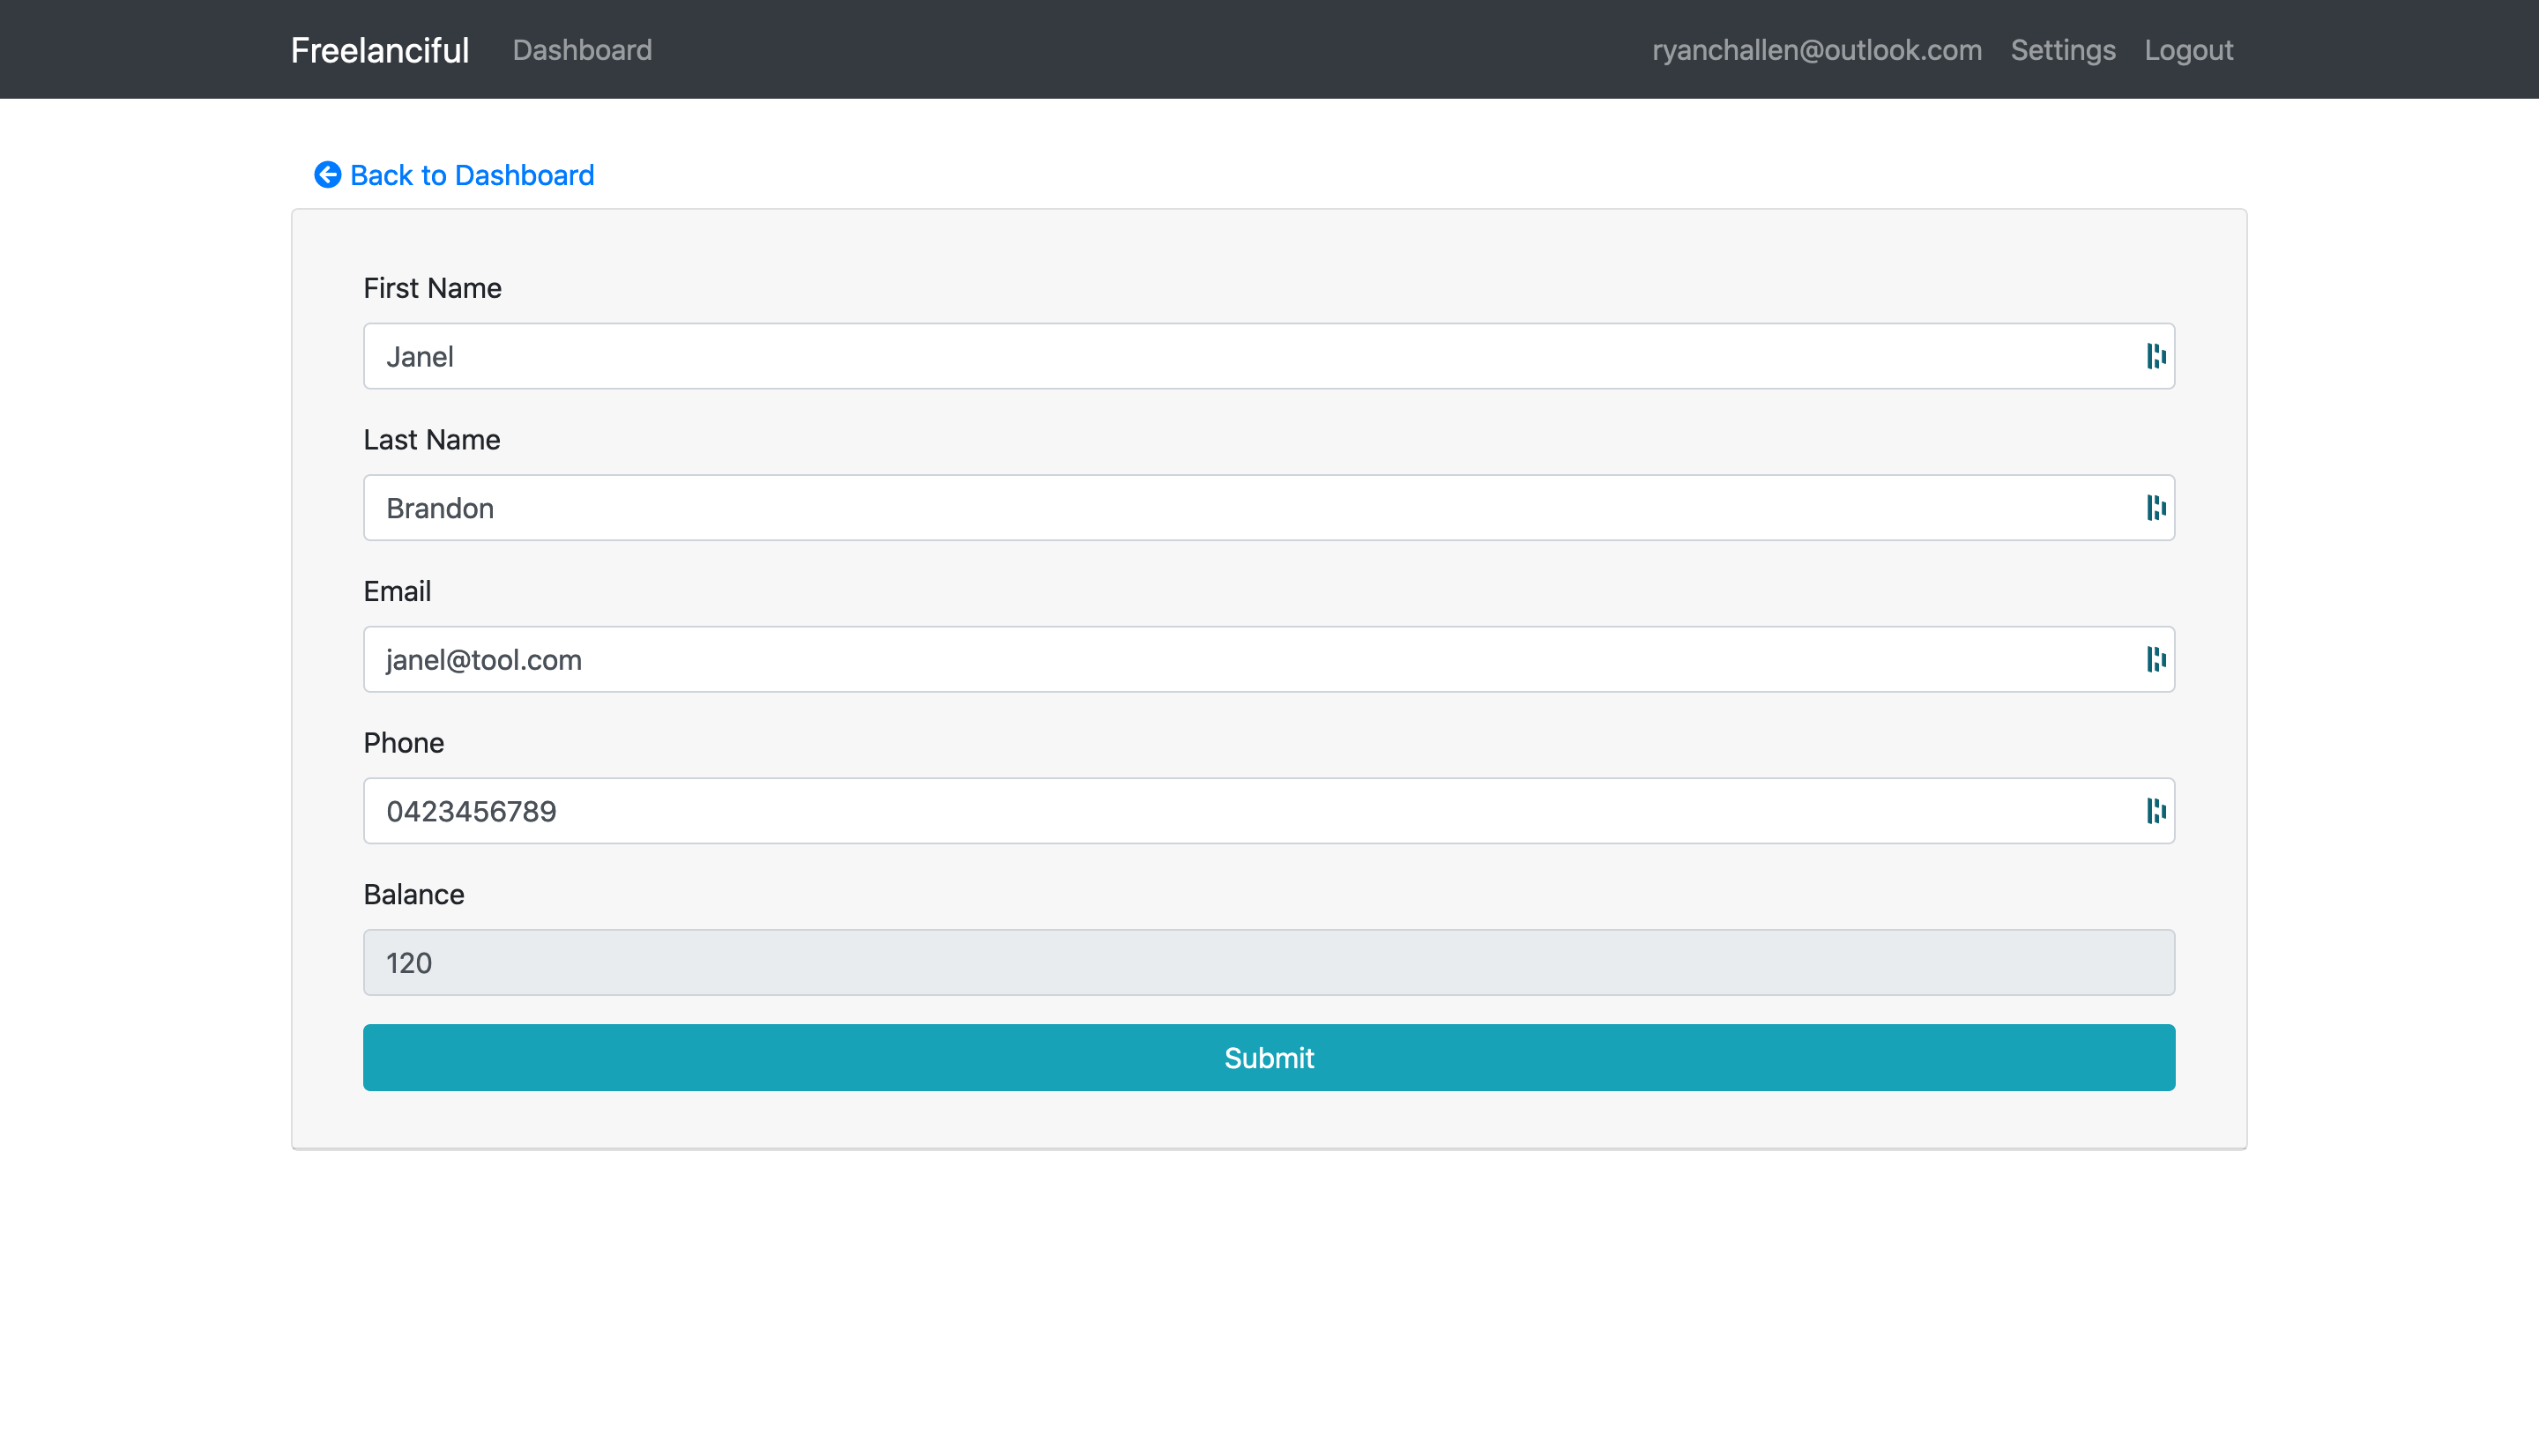 Freelanciful Dashboard ryanchallen@outlook.com Settings Logout
Back to Dashboard
First Name
Janel
Last Name
Brandon
Email
janel@tool.com
Phone
0423456789
Balance
120
Submit